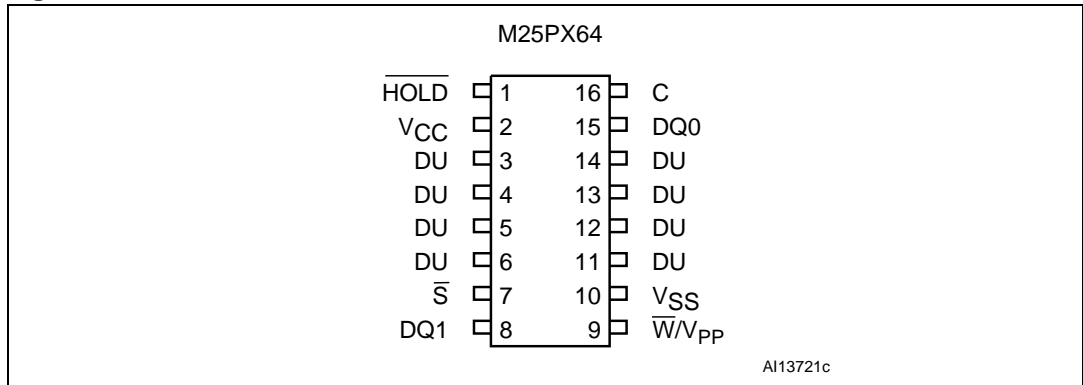 M25PX64
HOLD 1 16 C
VCC 2 15 DQ0
DU 3 14 DU
DU 4 13 DU
DU 5 12 DU
DU 6 11 DU
S 7 10 VSS
DQ1 8 9 W/VPP
AI13721c